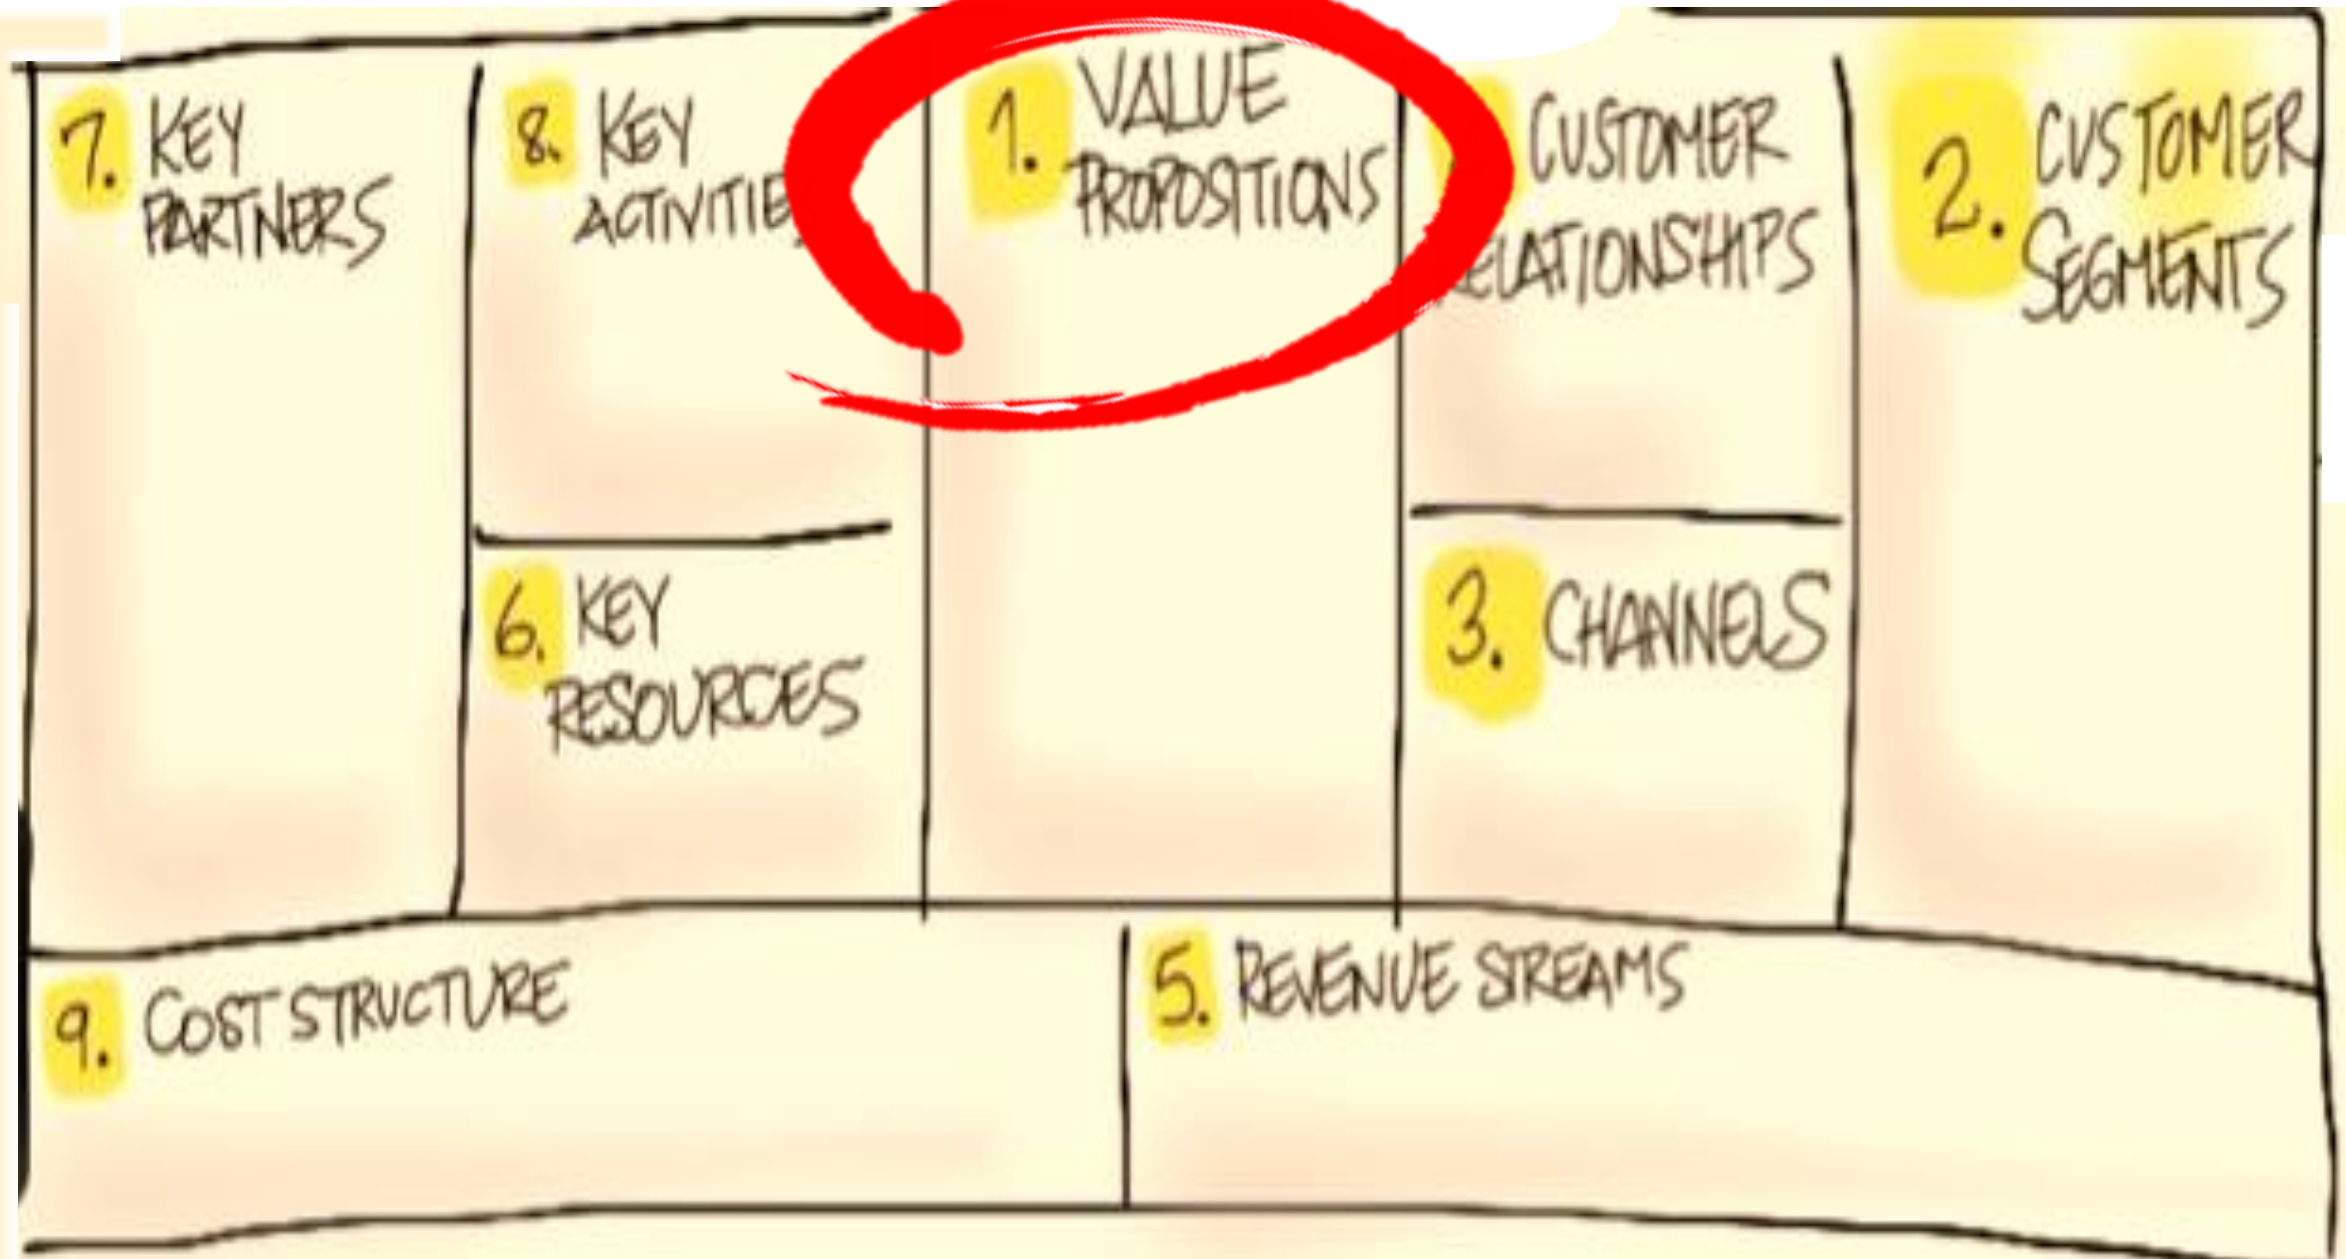 7. KEY
PARTNERS
8. KEY
ACTIVITIE
6. KEY
RESOURCES
1. VALUE
PROPOSITIONS
CUSTOMER
RELATIONSHIPS
3. CHANNELS
2. CUSTOMER
SEGMENTS
9. COST STRUCTURE
5. REVENUE STREAMS